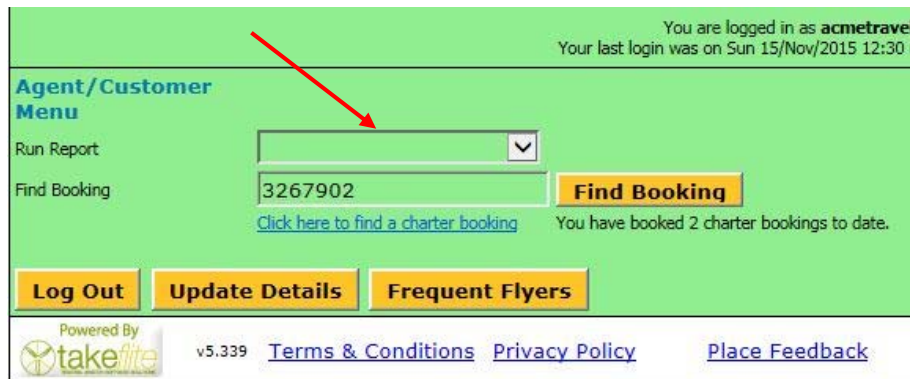 You are logged in as acmetrave
Your last login was on Sun 15/Nov/2015 12:30
Agent/Customer
Menu
Run Report
Find Booking 3267902 Find Booking
Click here to find a charter booking You have booked 2 charter bookings to date.
Log Out Update Details Frequent Flyers
Powered By
takeflite v5.339 Terms & Conditions Privacy Policy Place Feedback